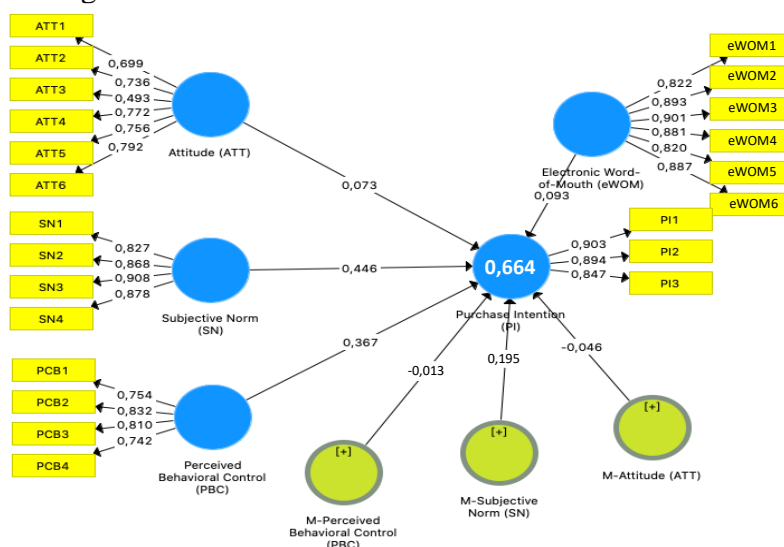 ATT1
ATT2
ATT3
ATT4
ATT5
ATT6
0,699
0,736
0,493
0,772
0,756
0,792
Attitude (ATT)
0,073
eWOM1
eWOM2
eWOM3
eWOM4
eWOM5
eWOM6
0,822
0,893
0,901
0,881
0,820
0,887
Electronic Word-
of-Mouth (eWOM)
0,093
SN1
SN2
SN3
SN4
0,827
0,868
0,908
0,878
Subjective Norm
(SN)
0,446
PI1
PI2
PI3
0,903
0,894
0,847
0,664
Purchase Intention
(PI)
PCB1
PCB2
PCB3
PCB4
0,754
0,832
0,810
0,742
Perceived
Behavioral Control
(PBC)
0,367
-0,013
0,195
-0,046
[+]
M-Perceived
Behavioral Control
(PBC)
[+]
M-Subjective
Norm (SN)
[+]
M-Attitude (ATT)